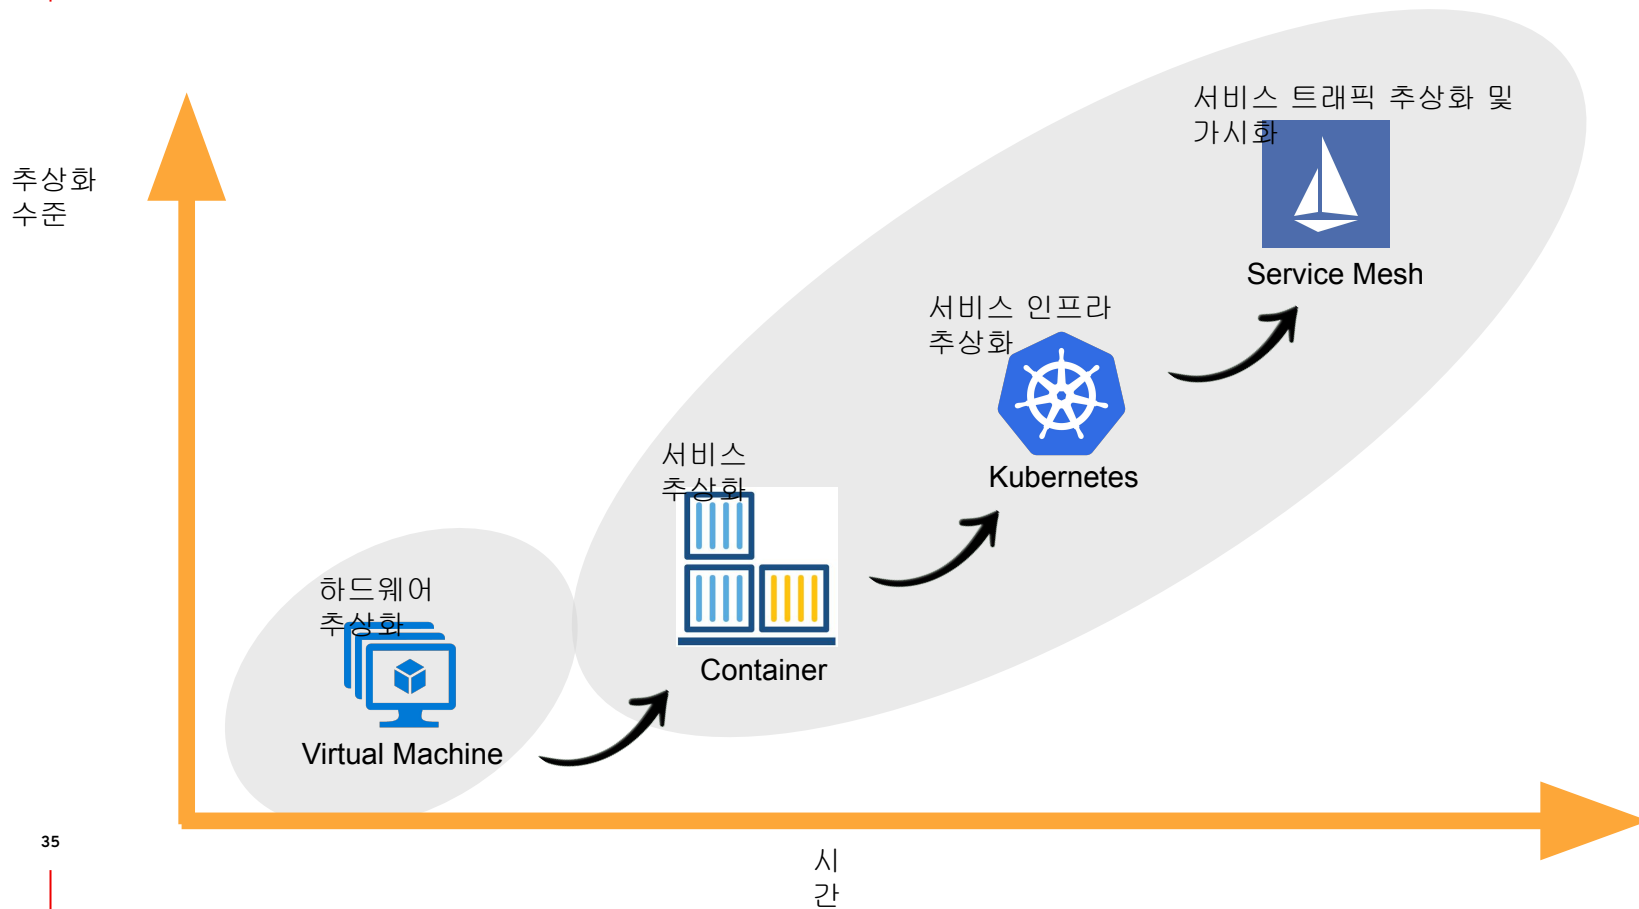 서비스 트래픽 추상화 및
가시화
추상화
수준
Service Mesh
서비스 인프라
추상화
Kubernetes
서비스
추상화
Container
하드웨어
추상화
Virtual Machine
35
시
간